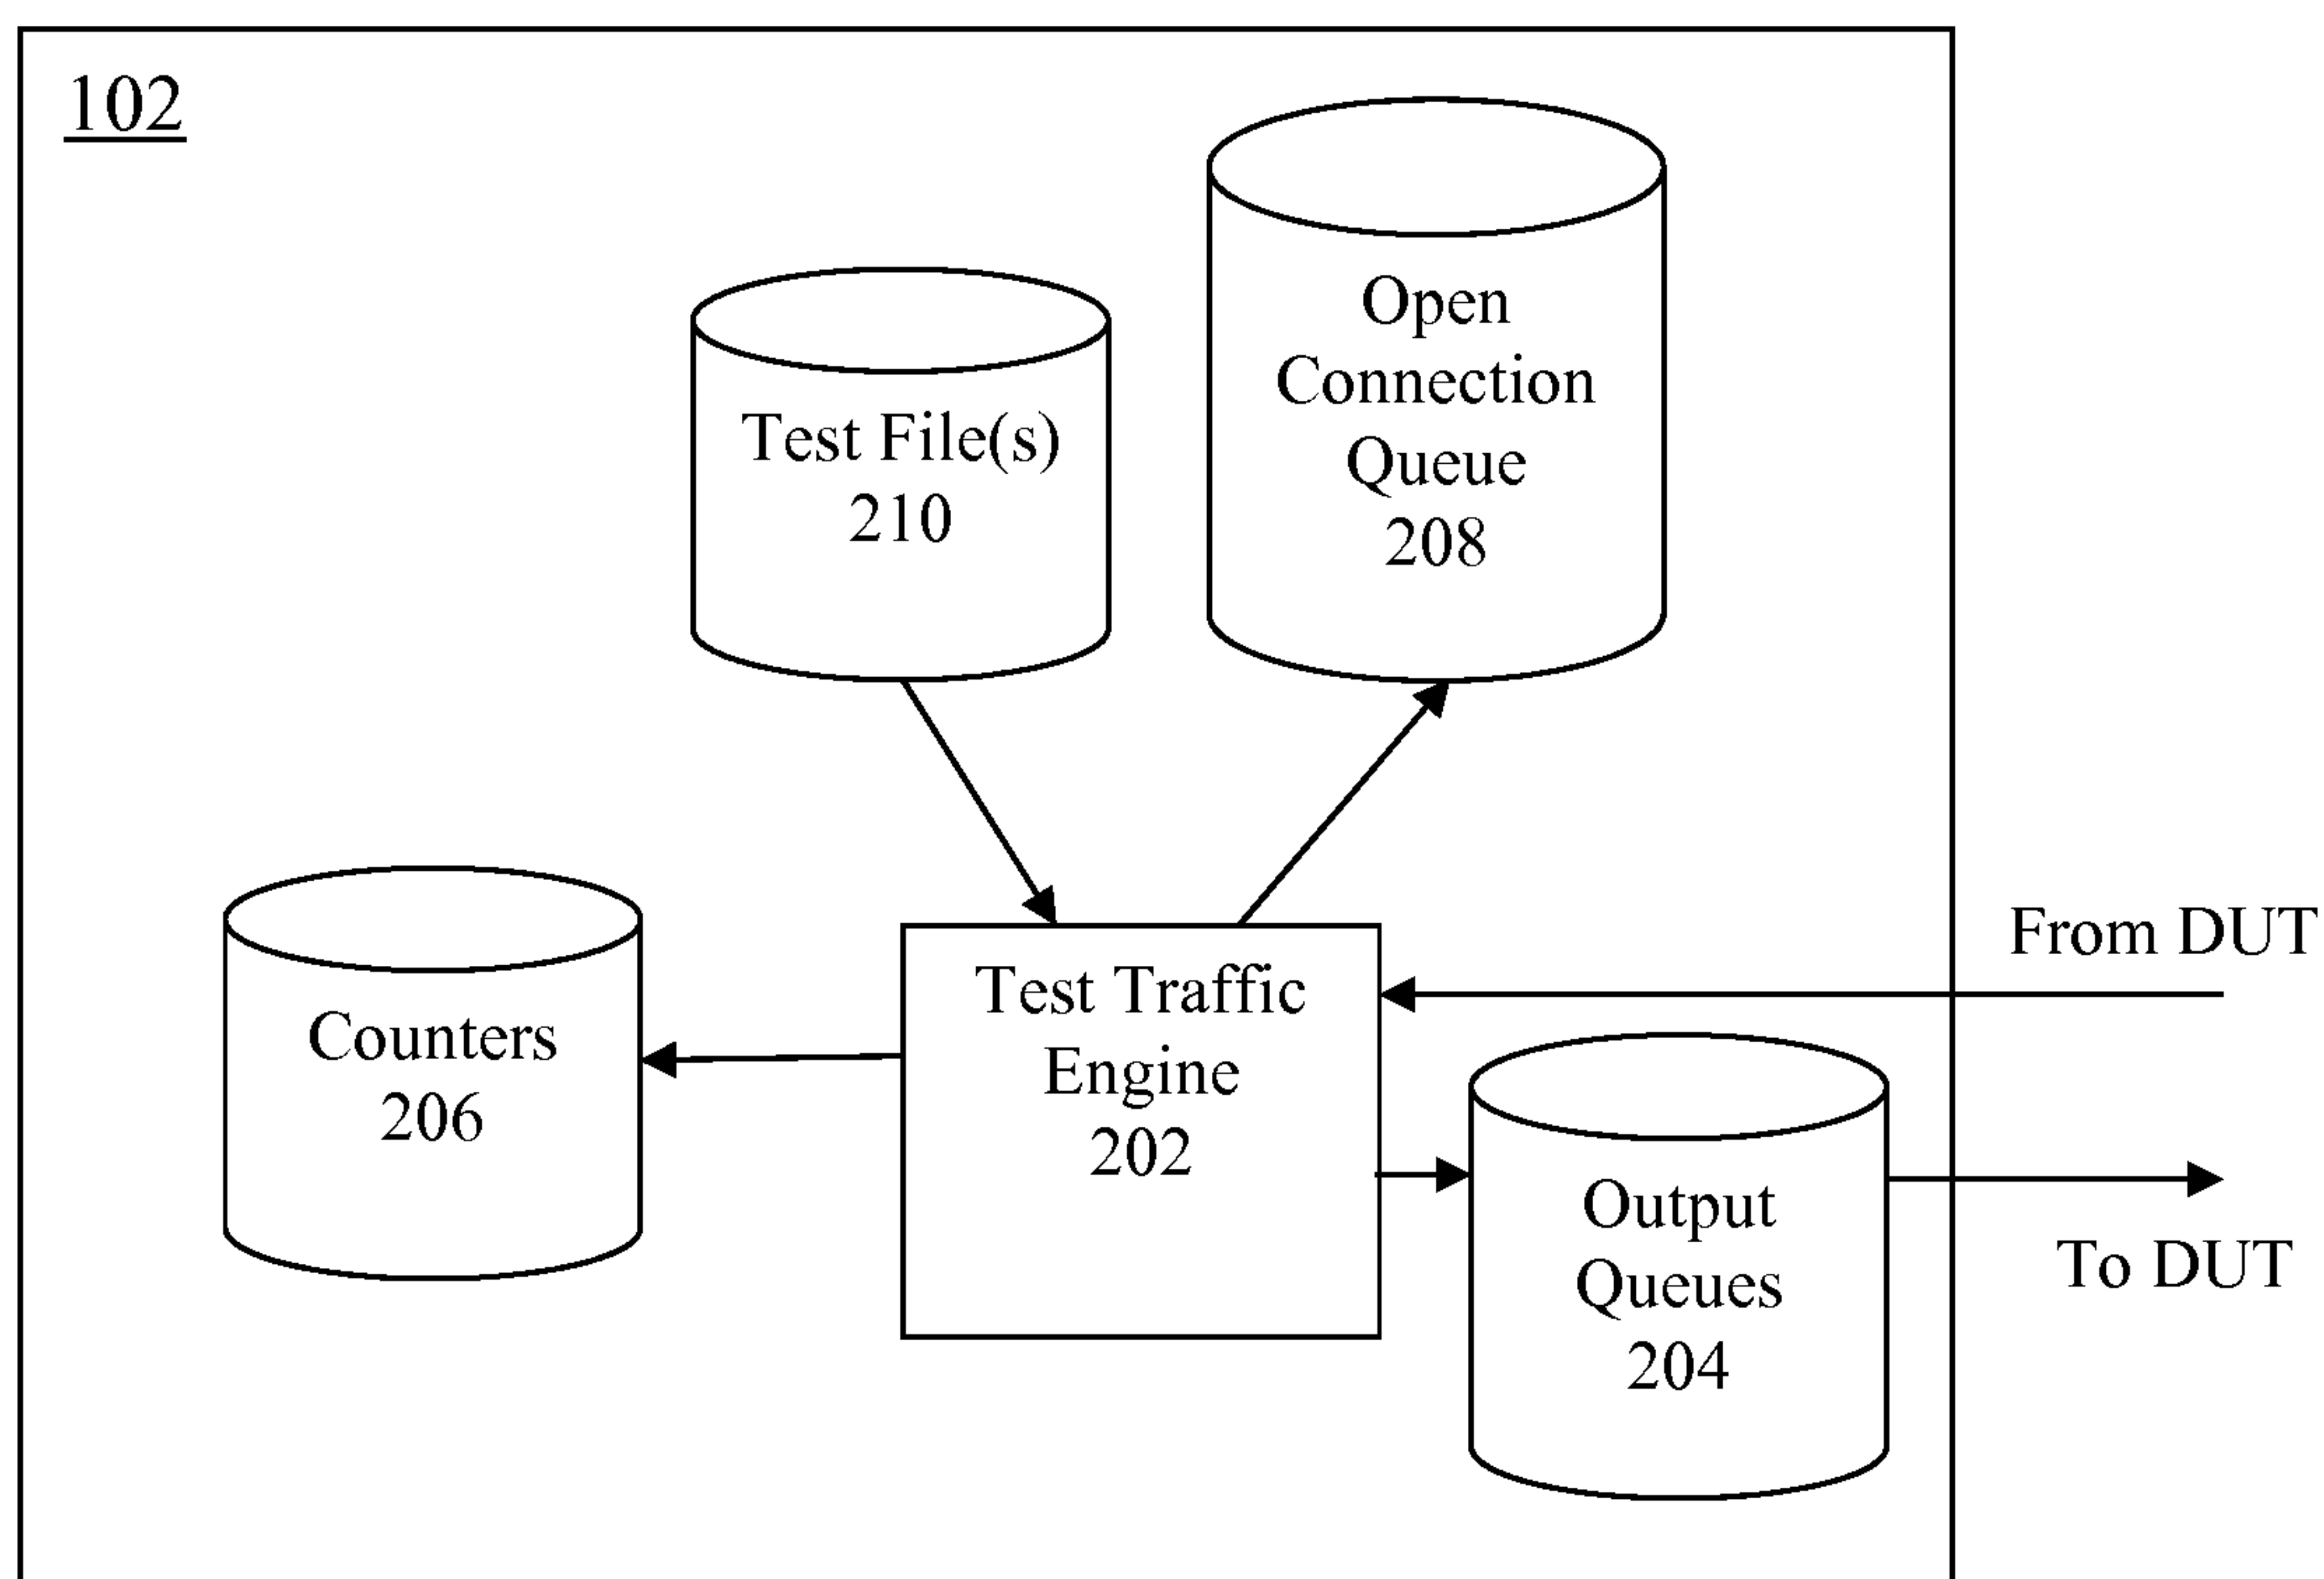 102
Open
Connection
Queue
208
Test File(s)
210
From DUT
Test Traffic
Engine
202
Counters
206
Output
Queues
204
To DUT